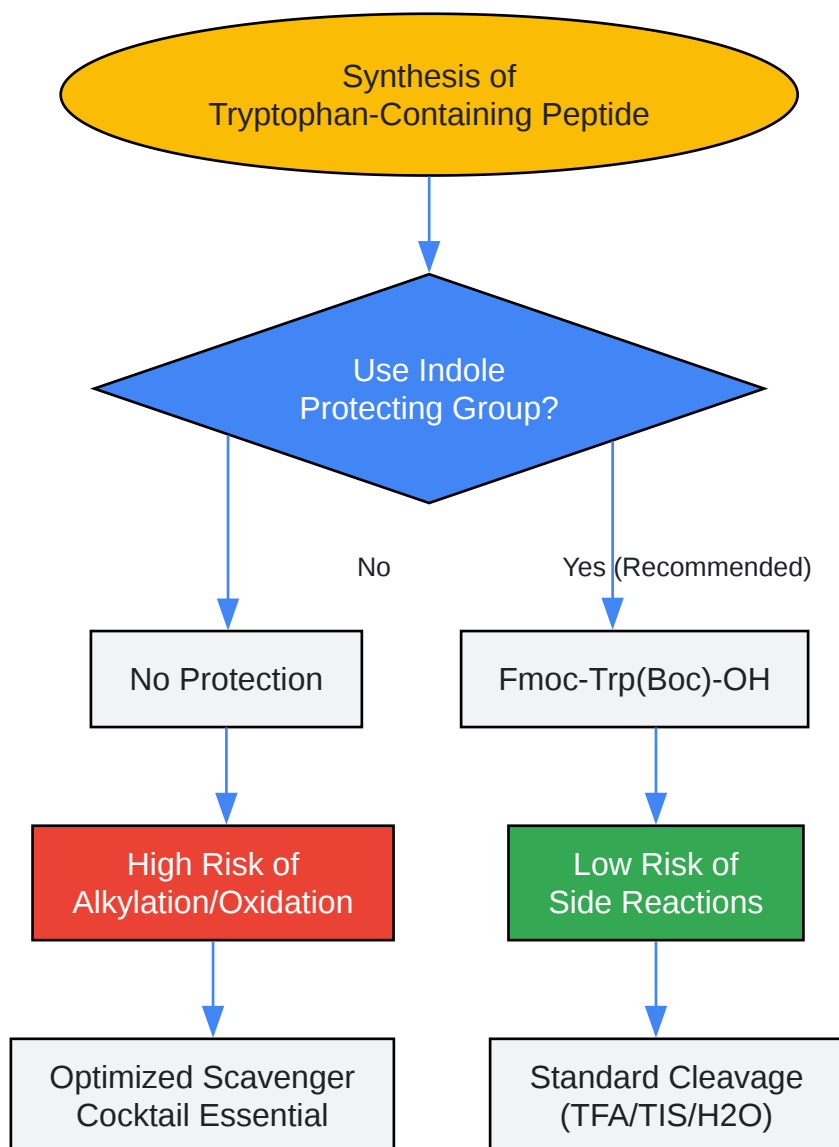 Synthesis of
Tryptophan-Containing Peptide
Use Indole
Protecting Group?
No
Yes (Recommended)
No Protection
Fmoc-Trp(Boc)-OH
High Risk of
Alkylation/Oxidation
Low Risk of
Side Reactions
Optimized Scavenger
Cocktail Essential
Standard Cleavage
(TFA/TIS/H2O)